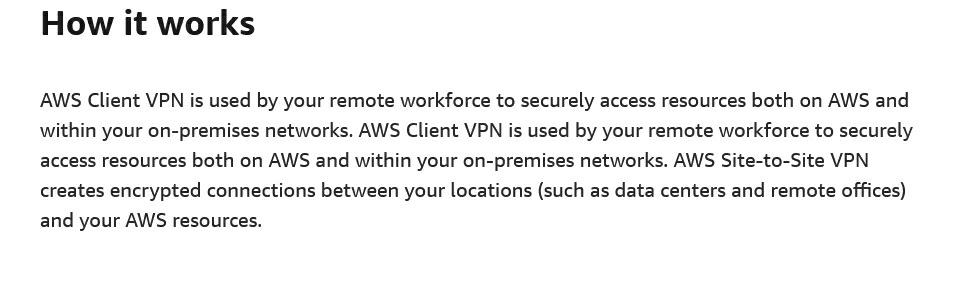 How it works
AWS Client VPN is used by your remote workforce to securely access resources both on AWS and
within your on-premises networks. AWS Client VPN is used by your remote workforce to securely
access resources both on AWS and within your on-premises networks. AWS Site-to-Site VPN
creates encrypted connections between your locations (such as data centers and remote offices)
and your AWS resources.